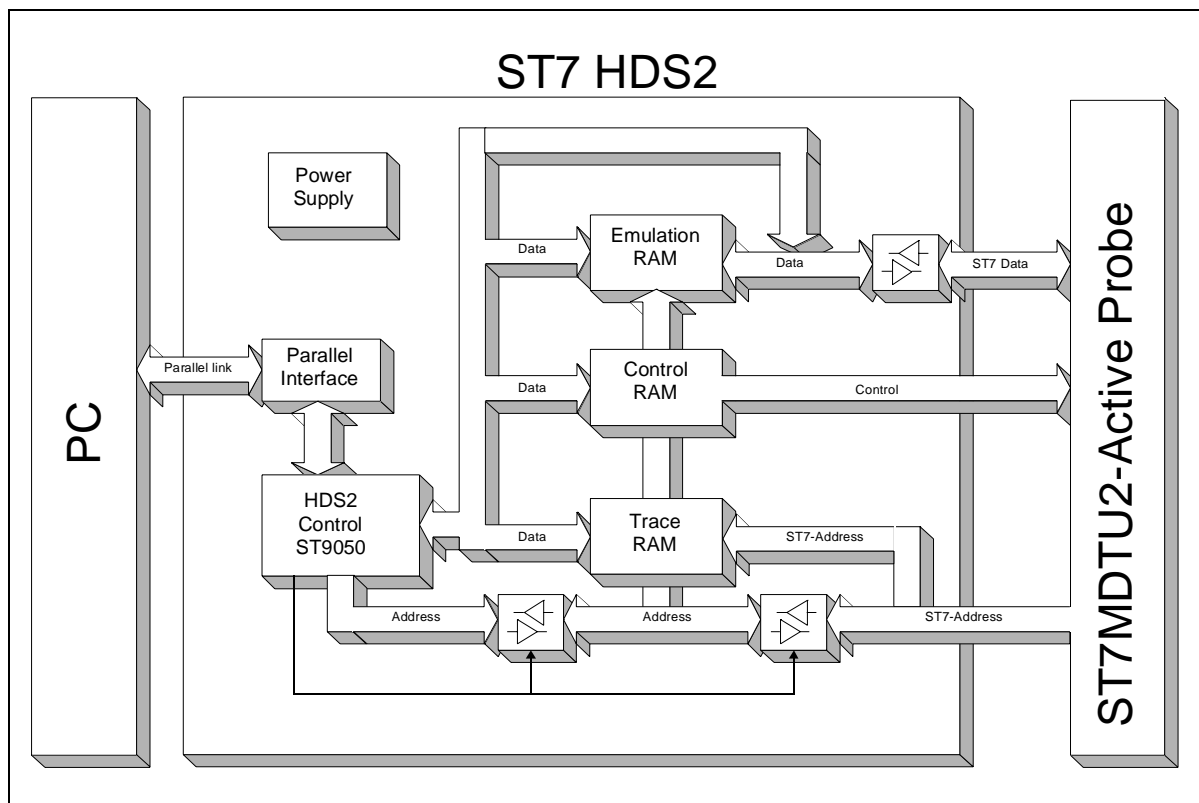 ST7 HDS2
PC
Power
Supply
Emulation
RAM
Data
Data
ST7 Data
Parallel link
Parallel
Interface
Data
Control
RAM
Control
HDS2
Control
ST9050
Data
Trace
RAM
ST7-Address
Address
Address
ST7-Address
ST7MDTU2-Active Probe